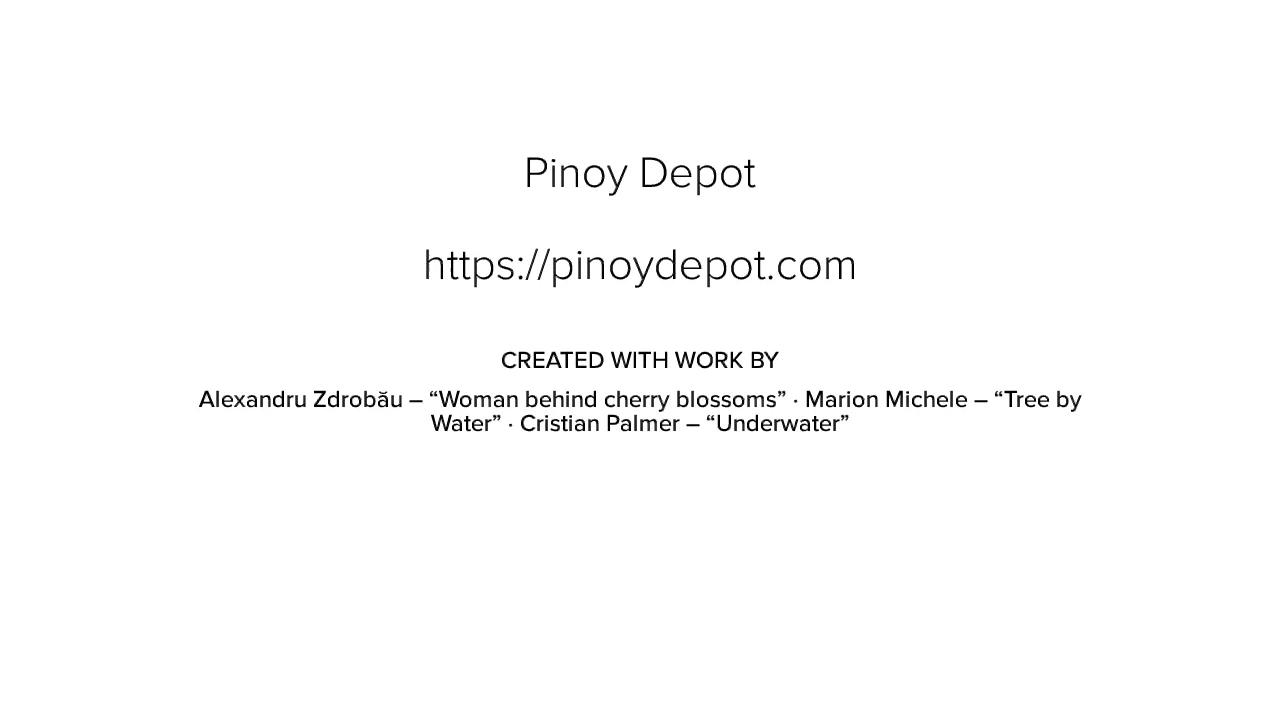 Pinoy Depot
https://pinoydepot.com
CREATED WITH WORK BY
Alexandru Zdrobău – “Woman behind cherry blossoms” · Marion Michele – “Tree by
Water” · Cristian Palmer – “Underwater”